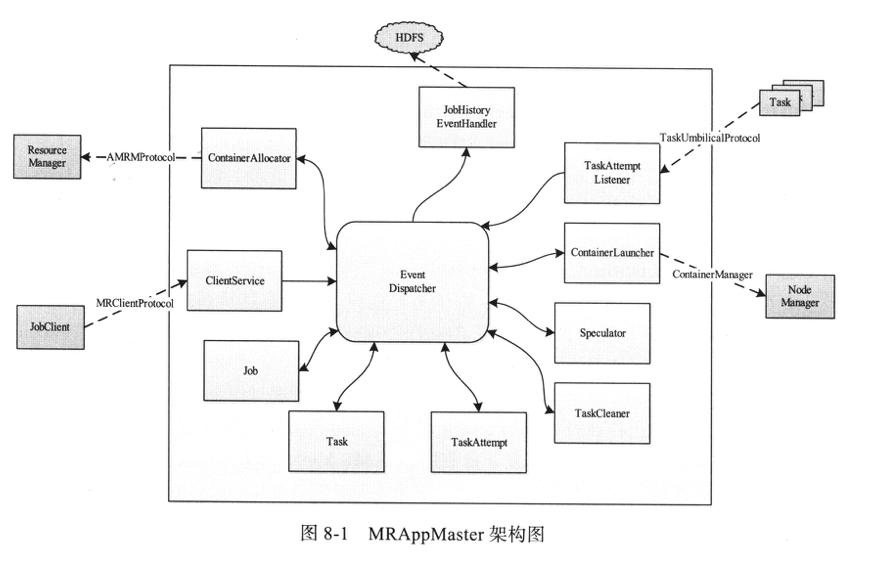 HDFS
JobHistory
EventHandler
Task
TaskUmbilicalProtocol
Resource
Manager
AMRMProtocol
ContainerAllocator
TaskAttempt
Listener
ContainerLauncher
ContainerManager
Node
Manager
Event
Dispatcher
ClientService
MRClientProtocol
JobClient
Speculator
Job
TaskCleaner
Task
TaskAttempt
图 8-1 MRAppMaster 架构图